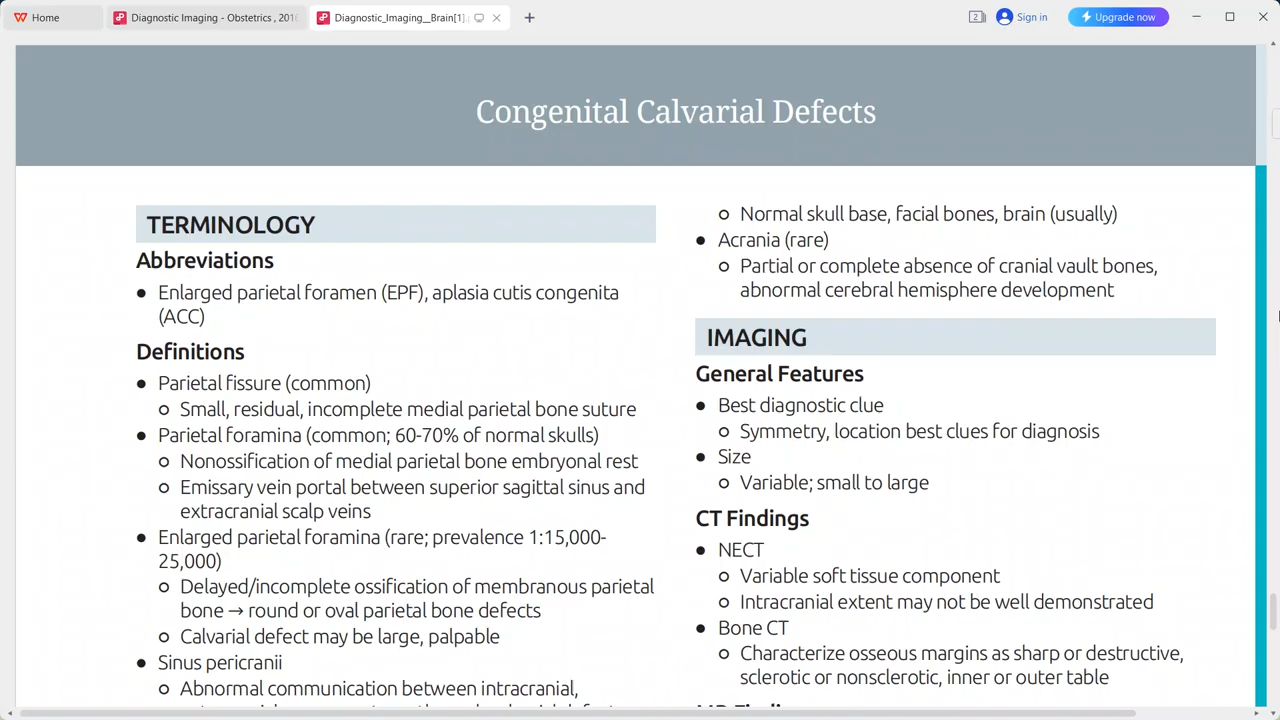 Home
Diagnostic Imaging - Obstetrics , 2016
Diagnostic_Imaging__Brain[1].
2
Sign in
Upgrade now
Congenital Calvarial Defects
TERMINOLOGY
Abbreviations
● Enlarged parietal foramen (EPF), aplasia cutis congenita
(ACC)
Definitions
● Parietal fissure (common)
○ Small, residual, incomplete medial parietal bone suture
● Parietal foramina (common; 60-70% of normal skulls)
○ Nonossification of medial parietal bone embryonal rest
○ Emissary vein portal between superior sagittal sinus and
extracranial scalp veins
● Enlarged parietal foramina (rare; prevalence 1:15,000-
25,000)
○ Delayed/incomplete ossification of membranous parietal
bone → round or oval parietal bone defects
○ Calvarial defect may be large, palpable
● Sinus pericranii
○ Abnormal communication between intracranial,
○ Normal skull base, facial bones, brain (usually)
● Acrania (rare)
○ Partial or complete absence of cranial vault bones,
abnormal cerebral hemisphere development
IMAGING
General Features
● Best diagnostic clue
○ Symmetry, location best clues for diagnosis
● Size
○ Variable; small to large
CT Findings
● NECT
○ Variable soft tissue component
○ Intracranial extent may not be well demonstrated
● Bone CT
○ Characterize osseous margins as sharp or destructive,
sclerotic or nonsclerotic, inner or outer table